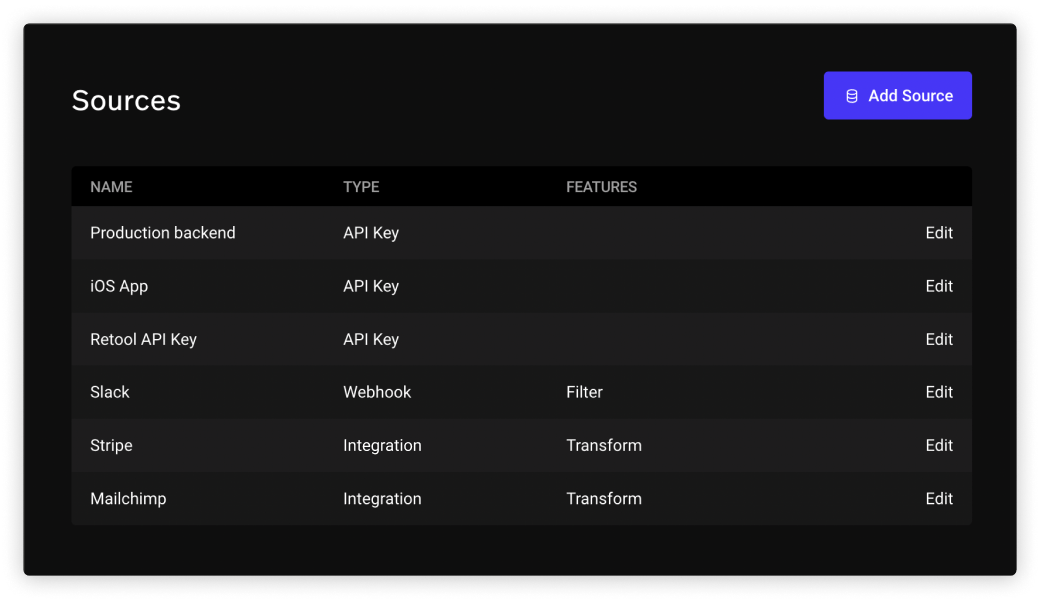 Sources
Add Source
NAME TYPE FEATURES
Production backend API Key Edit
iOS App API Key Edit
Retool API Key API Key Edit
Slack Webhook Filter Edit
Stripe Integration Transform Edit
Mailchimp Integration Transform Edit